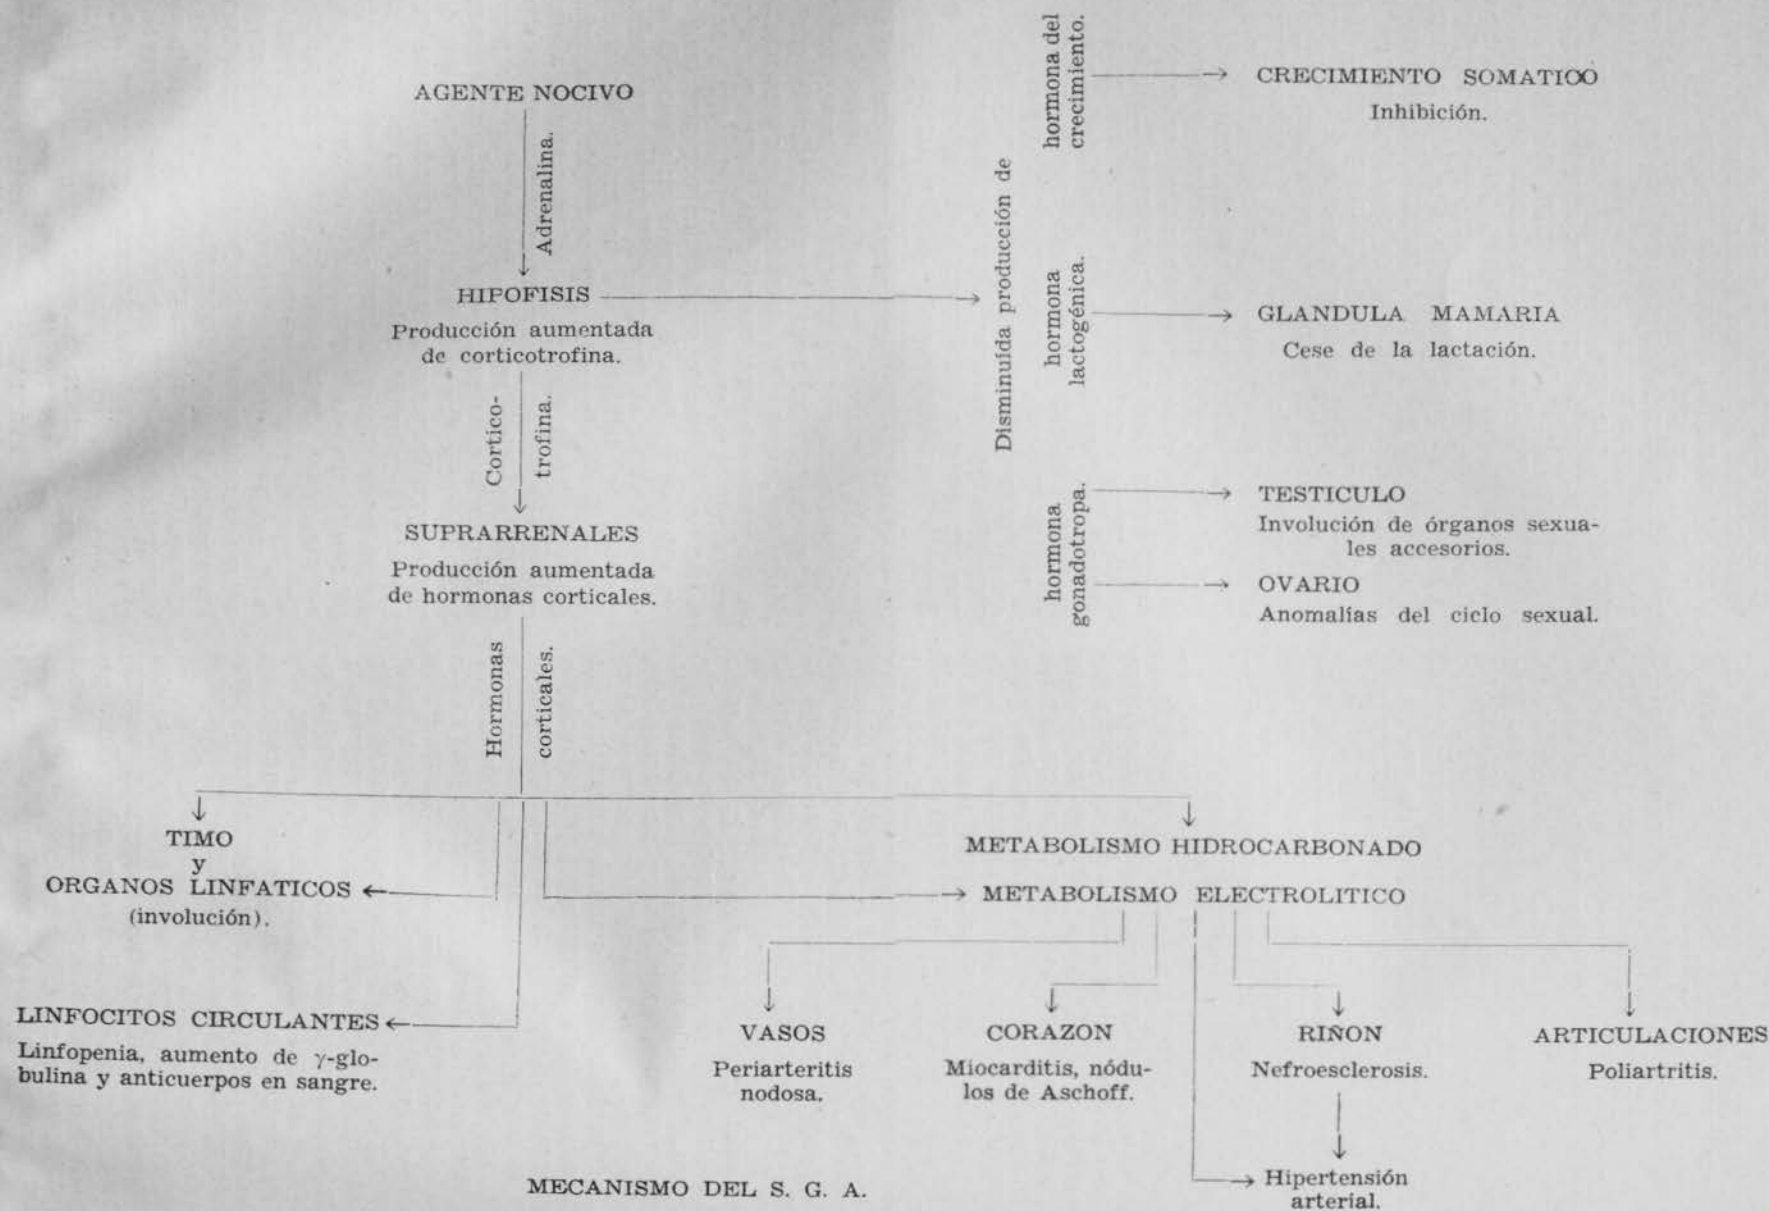 AGENTE NOCIVO
Adrenalina.
HIPOFISIS
Producción aumentada
de corticotrofina.
Cortico-
trofina.
SUPRARRENALES
Producción aumentada
de hormonas corticales.
Hormonas
corticales.
Disminuída producción de
hormona del
crecimiento.
CRECIMIENTO SOMATICO
Inhibición.
hormona
lactogénica.
GLANDULA MAMARIA
Cese de la lactación.
hormona
gonadotropa.
TESTICULO
Involución de órganos sexua-
les accesorios.
OVARIO
Anomalías del ciclo sexual.
TIMO
y
ORGANOS LINFATICOS
(involución).
LINFOCITOS CIRCULANTES
Linfopenia, aumento de γ-glo-
bulina y anticuerpos en sangre.
METABOLISMO HIDROCARBONADO
METABOLISMO ELECTROLITICO
VASOS
Periarteritis
nodosa.
CORAZON
Miocarditis, nódu-
los de Aschoff.
RIÑON
Nefroesclerosis.
ARTICULACIONES
Poliartritis.
Hipertensión
arterial.
MECANISMO DEL S. G. A.